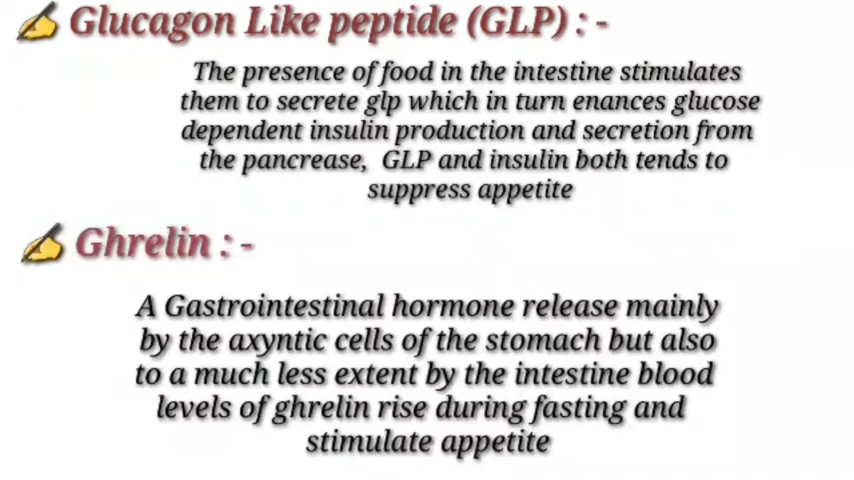 ✍️ Glucagon Like peptide (GLP) : -
The presence of food in the intestine stimulates
them to secrete glp which in turn enances glucose
dependent insulin production and secretion from
the pancrease, GLP and insulin both tends to
suppress appetite
✍️ Ghrelin : -
A Gastrointestinal hormone release mainly
by the axyntic cells of the stomach but also
to a much less extent by the intestine blood
levels of ghrelin rise during fasting and
stimulate appetite